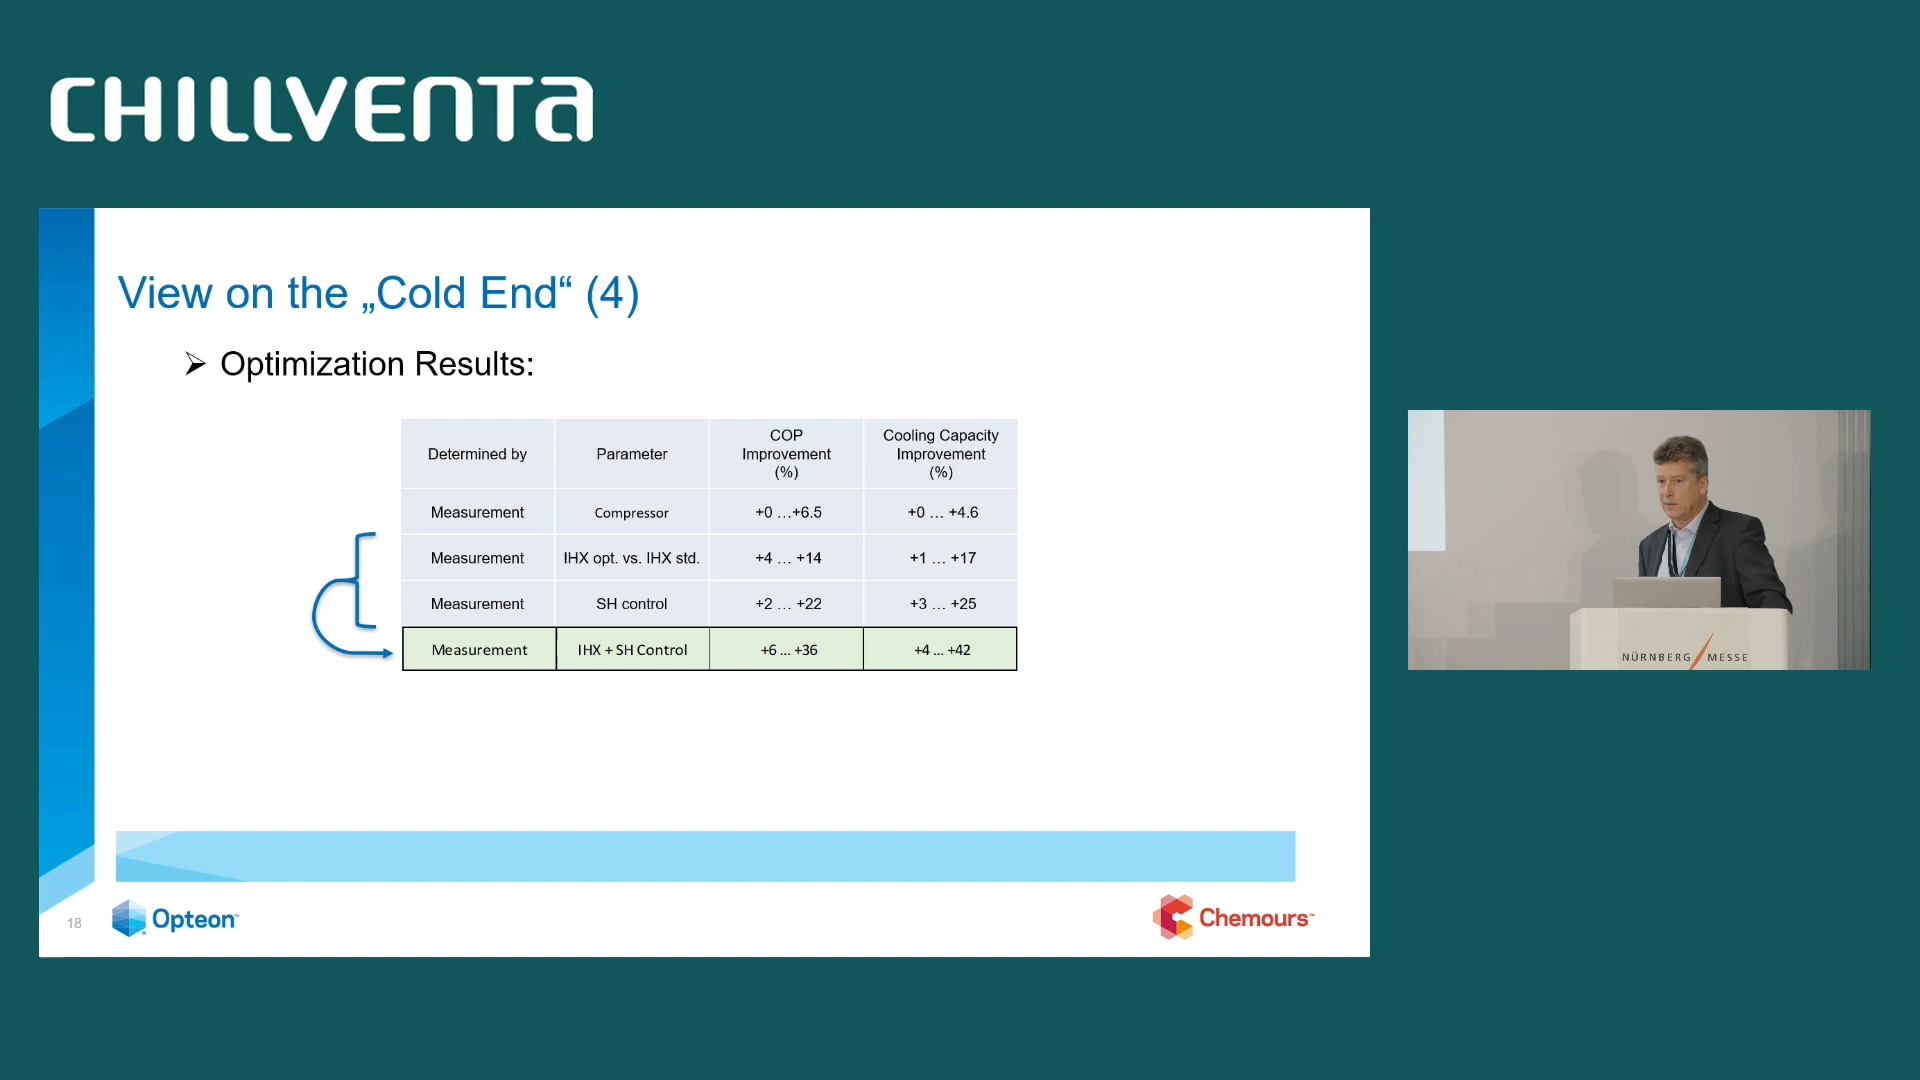 CHILLVENTA
View on the „Cold End“ (4)
➢ Optimization Results:
Determined by
Parameter
COP
Improvement
(%)
Cooling Capacity
Improvement
(%)
Measurement
Compressor
+0 …+6.5
+0 … +4.6
Measurement
IHX opt. vs. IHX std.
+4 … +14
+1 … +17
Measurement
SH control
+2 … +22
+3 … +25
Measurement
IHX + SH Control
+6 … +36
+4 … +42
18
Opteon™
Chemours™
NÜRNBERG MESSE